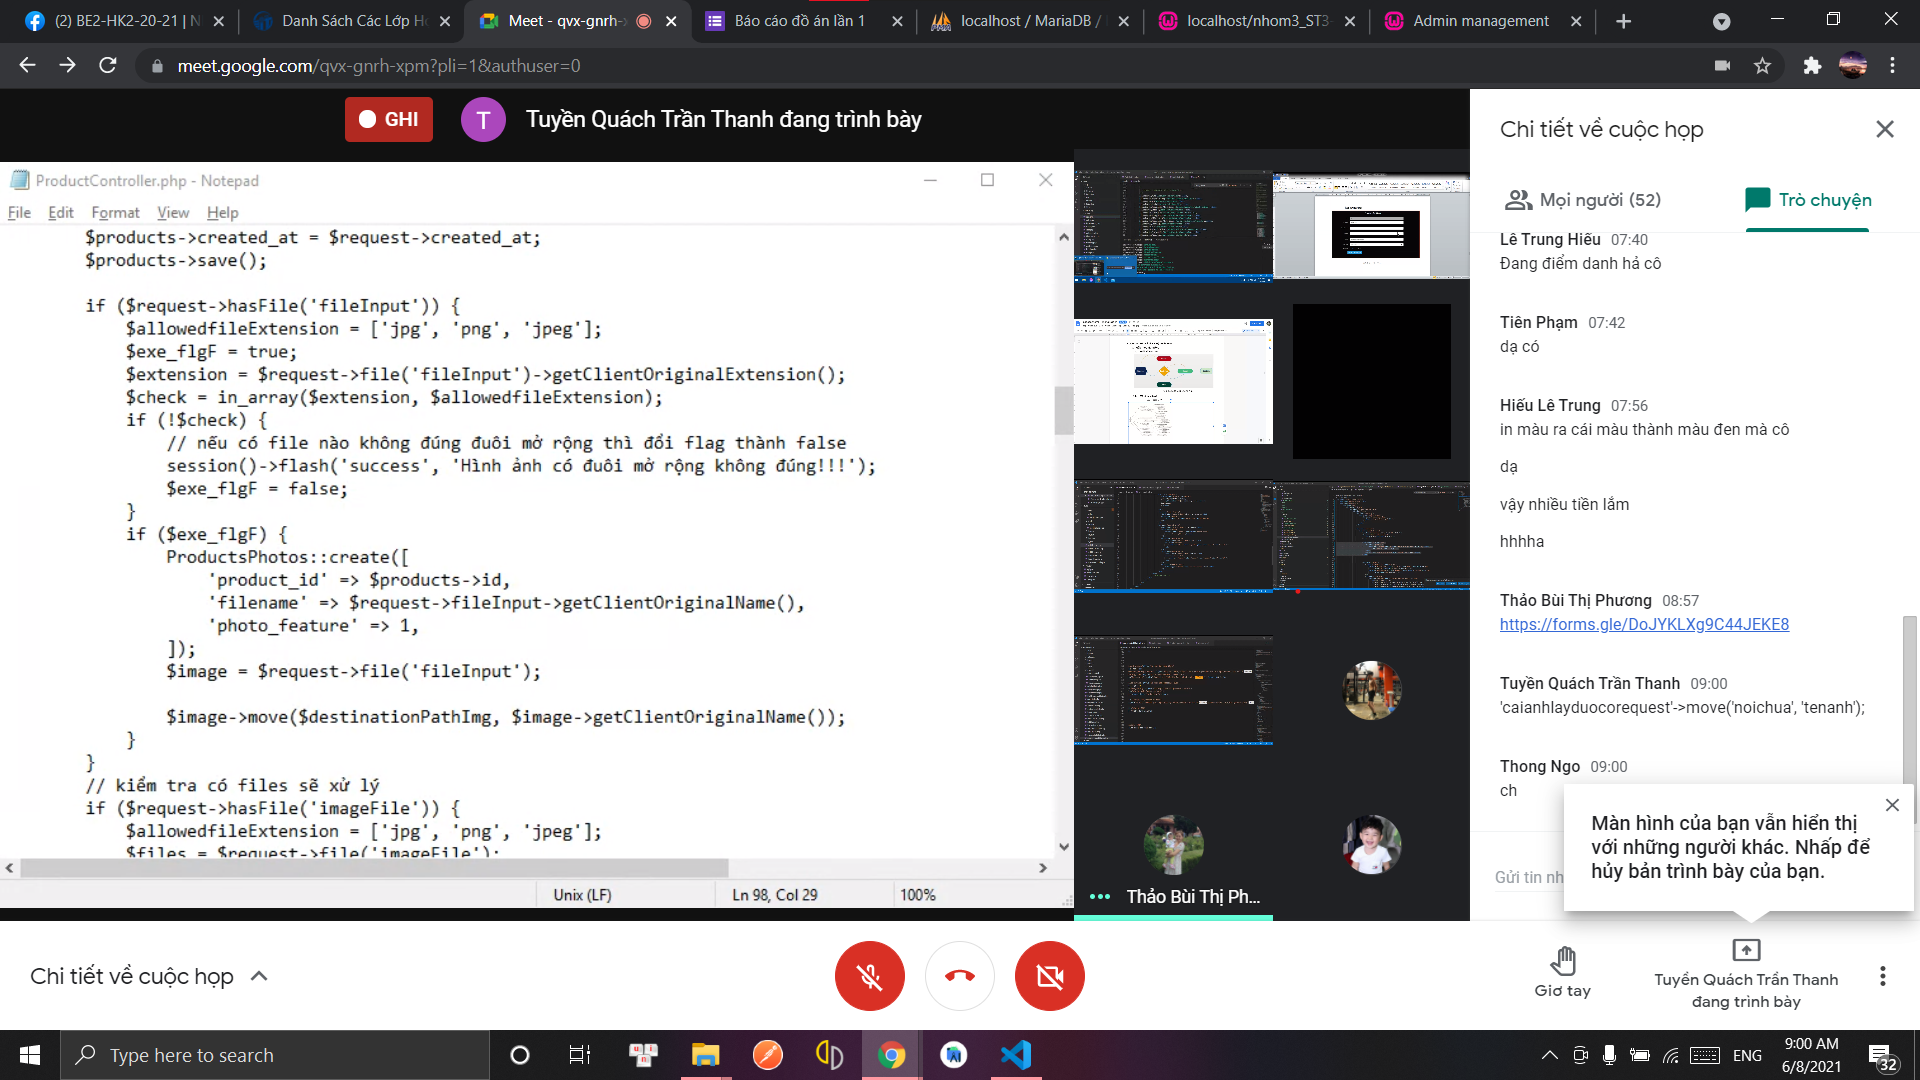 (2) BE2-HK2-20-21 | N
Danh Sách Các Lớp Họ
Meet - qvx-gnrh-x
Báo cáo đồ án lần 1
localhost / MariaDB /
localhost/nhom3_ST3
Admin management
meet.google.com/qvx-gnrh-xpm?pli=1&authuser=0
GHI
T
Tuyền Quách Trần Thanh đang trình bày
ProductController.php - Notepad
File Edit Format View Help
$products->created_at = $request->created_at;
$products->save();
if ($request->hasFile('fileInput')) {
$allowedfileExtension = ['jpg', 'png', 'jpeg'];
$exe_flgF = true;
$extension = $request->file('fileInput')->getClientOriginalExtension();
$check = in_array($extension, $allowedfileExtension);
if (!$check) {
// nếu có file nào không đúng đuôi mở rộng thì đổi flag thành false
session()->flash('success', 'Hình ảnh có đuôi mở rộng không đúng!!!');
$exe_flgF = false;
}
if ($exe_flgF) {
ProductsPhotos::create([
'product_id' => $products->id,
'filename' => $request->fileInput->getClientOriginalName(),
'photo_feature' => 1,
]);
$image = $request->file('fileInput');
$image->move($destinationPathImg, $image->getClientOriginalName());
}
}
// kiểm tra có files sẽ xử lý
if ($request->hasFile('imageFile')) {
$allowedfileExtension = ['jpg', 'png', 'jpeg'];
$files = $request->file('imageFile');
Unix (LF)
Ln 98, Col 29
100%
Thảo Bùi Thị Ph...
Chi tiết về cuộc họp
Mọi người (52)
Trò chuyện
Lê Trung Hiếu 07:40
Đang điểm danh hả cô
Tiên Phạm 07:42
dạ có
Hiếu Lê Trung 07:56
in màu ra cái màu thành màu đen mà cô
dạ
vậy nhiều tiền lắm
hhhha
Thảo Bùi Thị Phương 08:57
https://forms.gle/DoJYKLXg9C44JEKE8
Tuyền Quách Trần Thanh 09:00
'caianhlayduocorequest'->move('noichua', 'tenanh');
Thong Ngo 09:00
ch
Gửi tin nh
Màn hình của bạn vẫn hiển thị
với những người khác. Nhấp để
hủy bản trình bày của bạn.
Chi tiết về cuộc họp
Giơ tay
Tuyền Quách Trần Thanh
đang trình bày
Type here to search
ENG
9:00 AM
6/8/2021
32